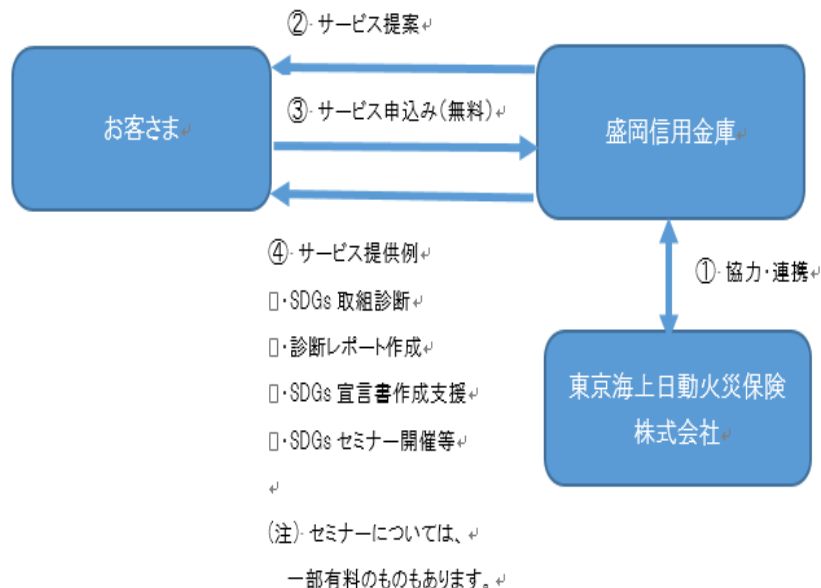 ② サービス提案
お客さま
③ サービス申込み（無料）
盛岡信用金庫
① 協力・連携
東京海上日動火災保険
株式会社
④ サービス提供例
□・SDGs 取組診断
□・診断レポート作成
□・SDGs 宣言書作成支援
□・SDGs セミナー開催等
（注） セミナーについては、
一部有料のものもあります。